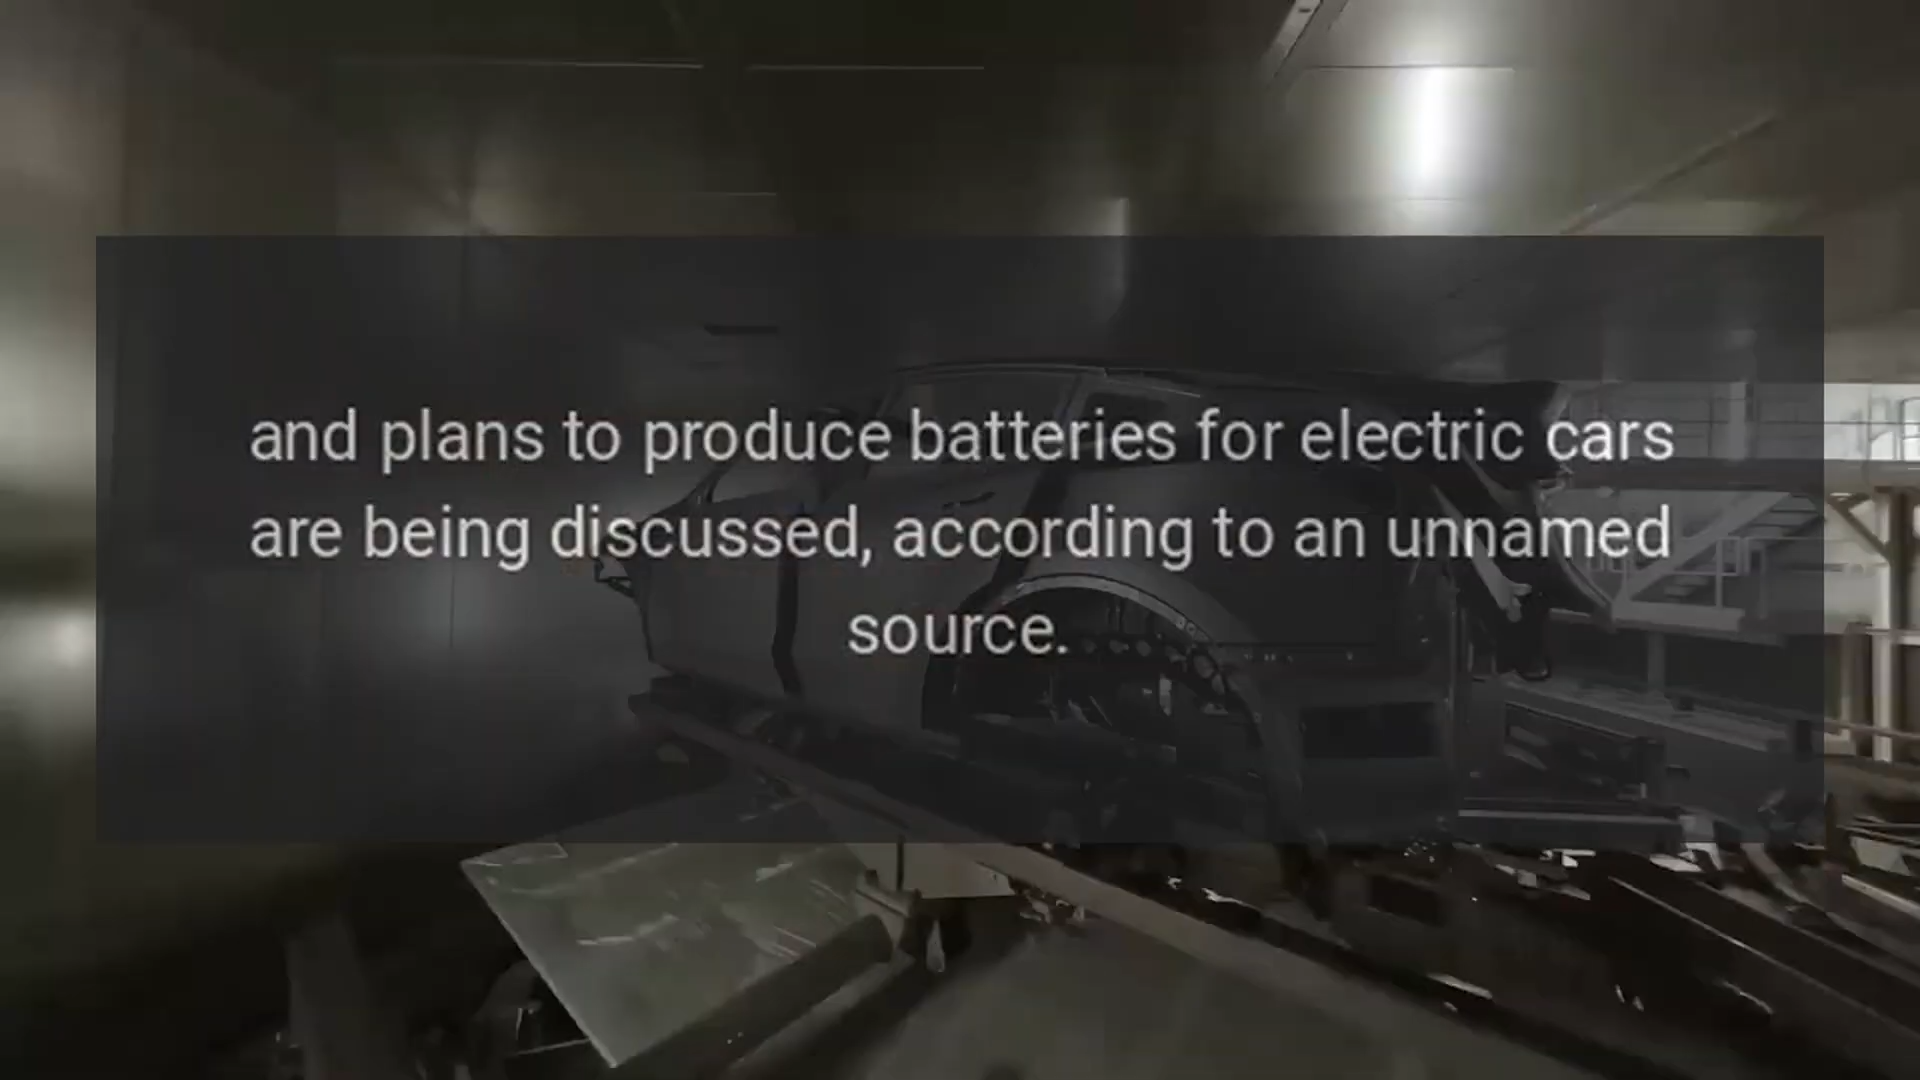 and plans to produce batteries for electric cars
are being discussed, according to an unnamed
source.